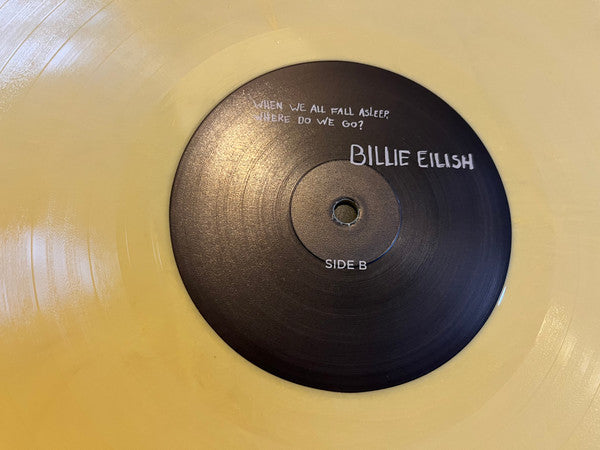 WHEN WE ALL FALL ASLEEP,
WHERE DO WE GO?
BILLIE EILISH
SIDE B